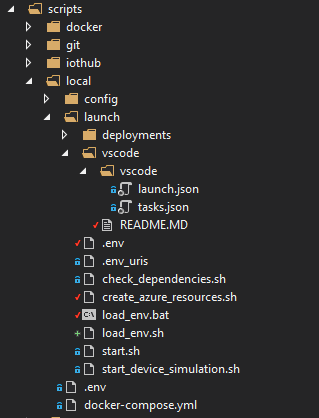 scripts
docker
git
iothub
local
config
launch
deployments
vscode
vscode
launch.json
tasks.json
README.MD
.env
.env_uris
check_dependencies.sh
create_azure_resources.sh
C:\ load_env.bat
load_env.sh
start.sh
start_device_simulation.sh
.env
docker-compose.yml